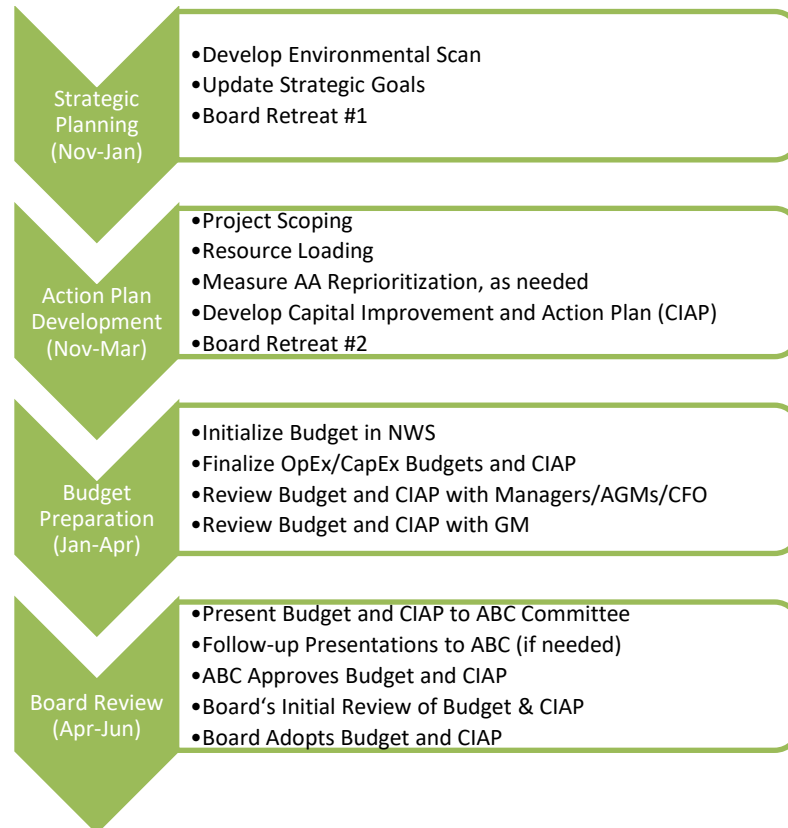 Strategic
Planning
(Nov-Jan)
•Develop Environmental Scan
•Update Strategic Goals
•Board Retreat #1
Action Plan
Development
(Nov-Mar)
•Project Scoping
•Resource Loading
•Measure AA Reprioritization, as needed
•Develop Capital Improvement and Action Plan (CIAP)
•Board Retreat #2
Budget
Preparation
(Jan-Apr)
•Initialize Budget in NWS
•Finalize OpEx/CapEx Budgets and CIAP
•Review Budget and CIAP with Managers/AGMs/CFO
•Review Budget and CIAP with GM
Board Review
(Apr-Jun)
•Present Budget and CIAP to ABC Committee
•Follow-up Presentations to ABC (if needed)
•ABC Approves Budget and CIAP
•Board‘s Initial Review of Budget & CIAP
•Board Adopts Budget and CIAP